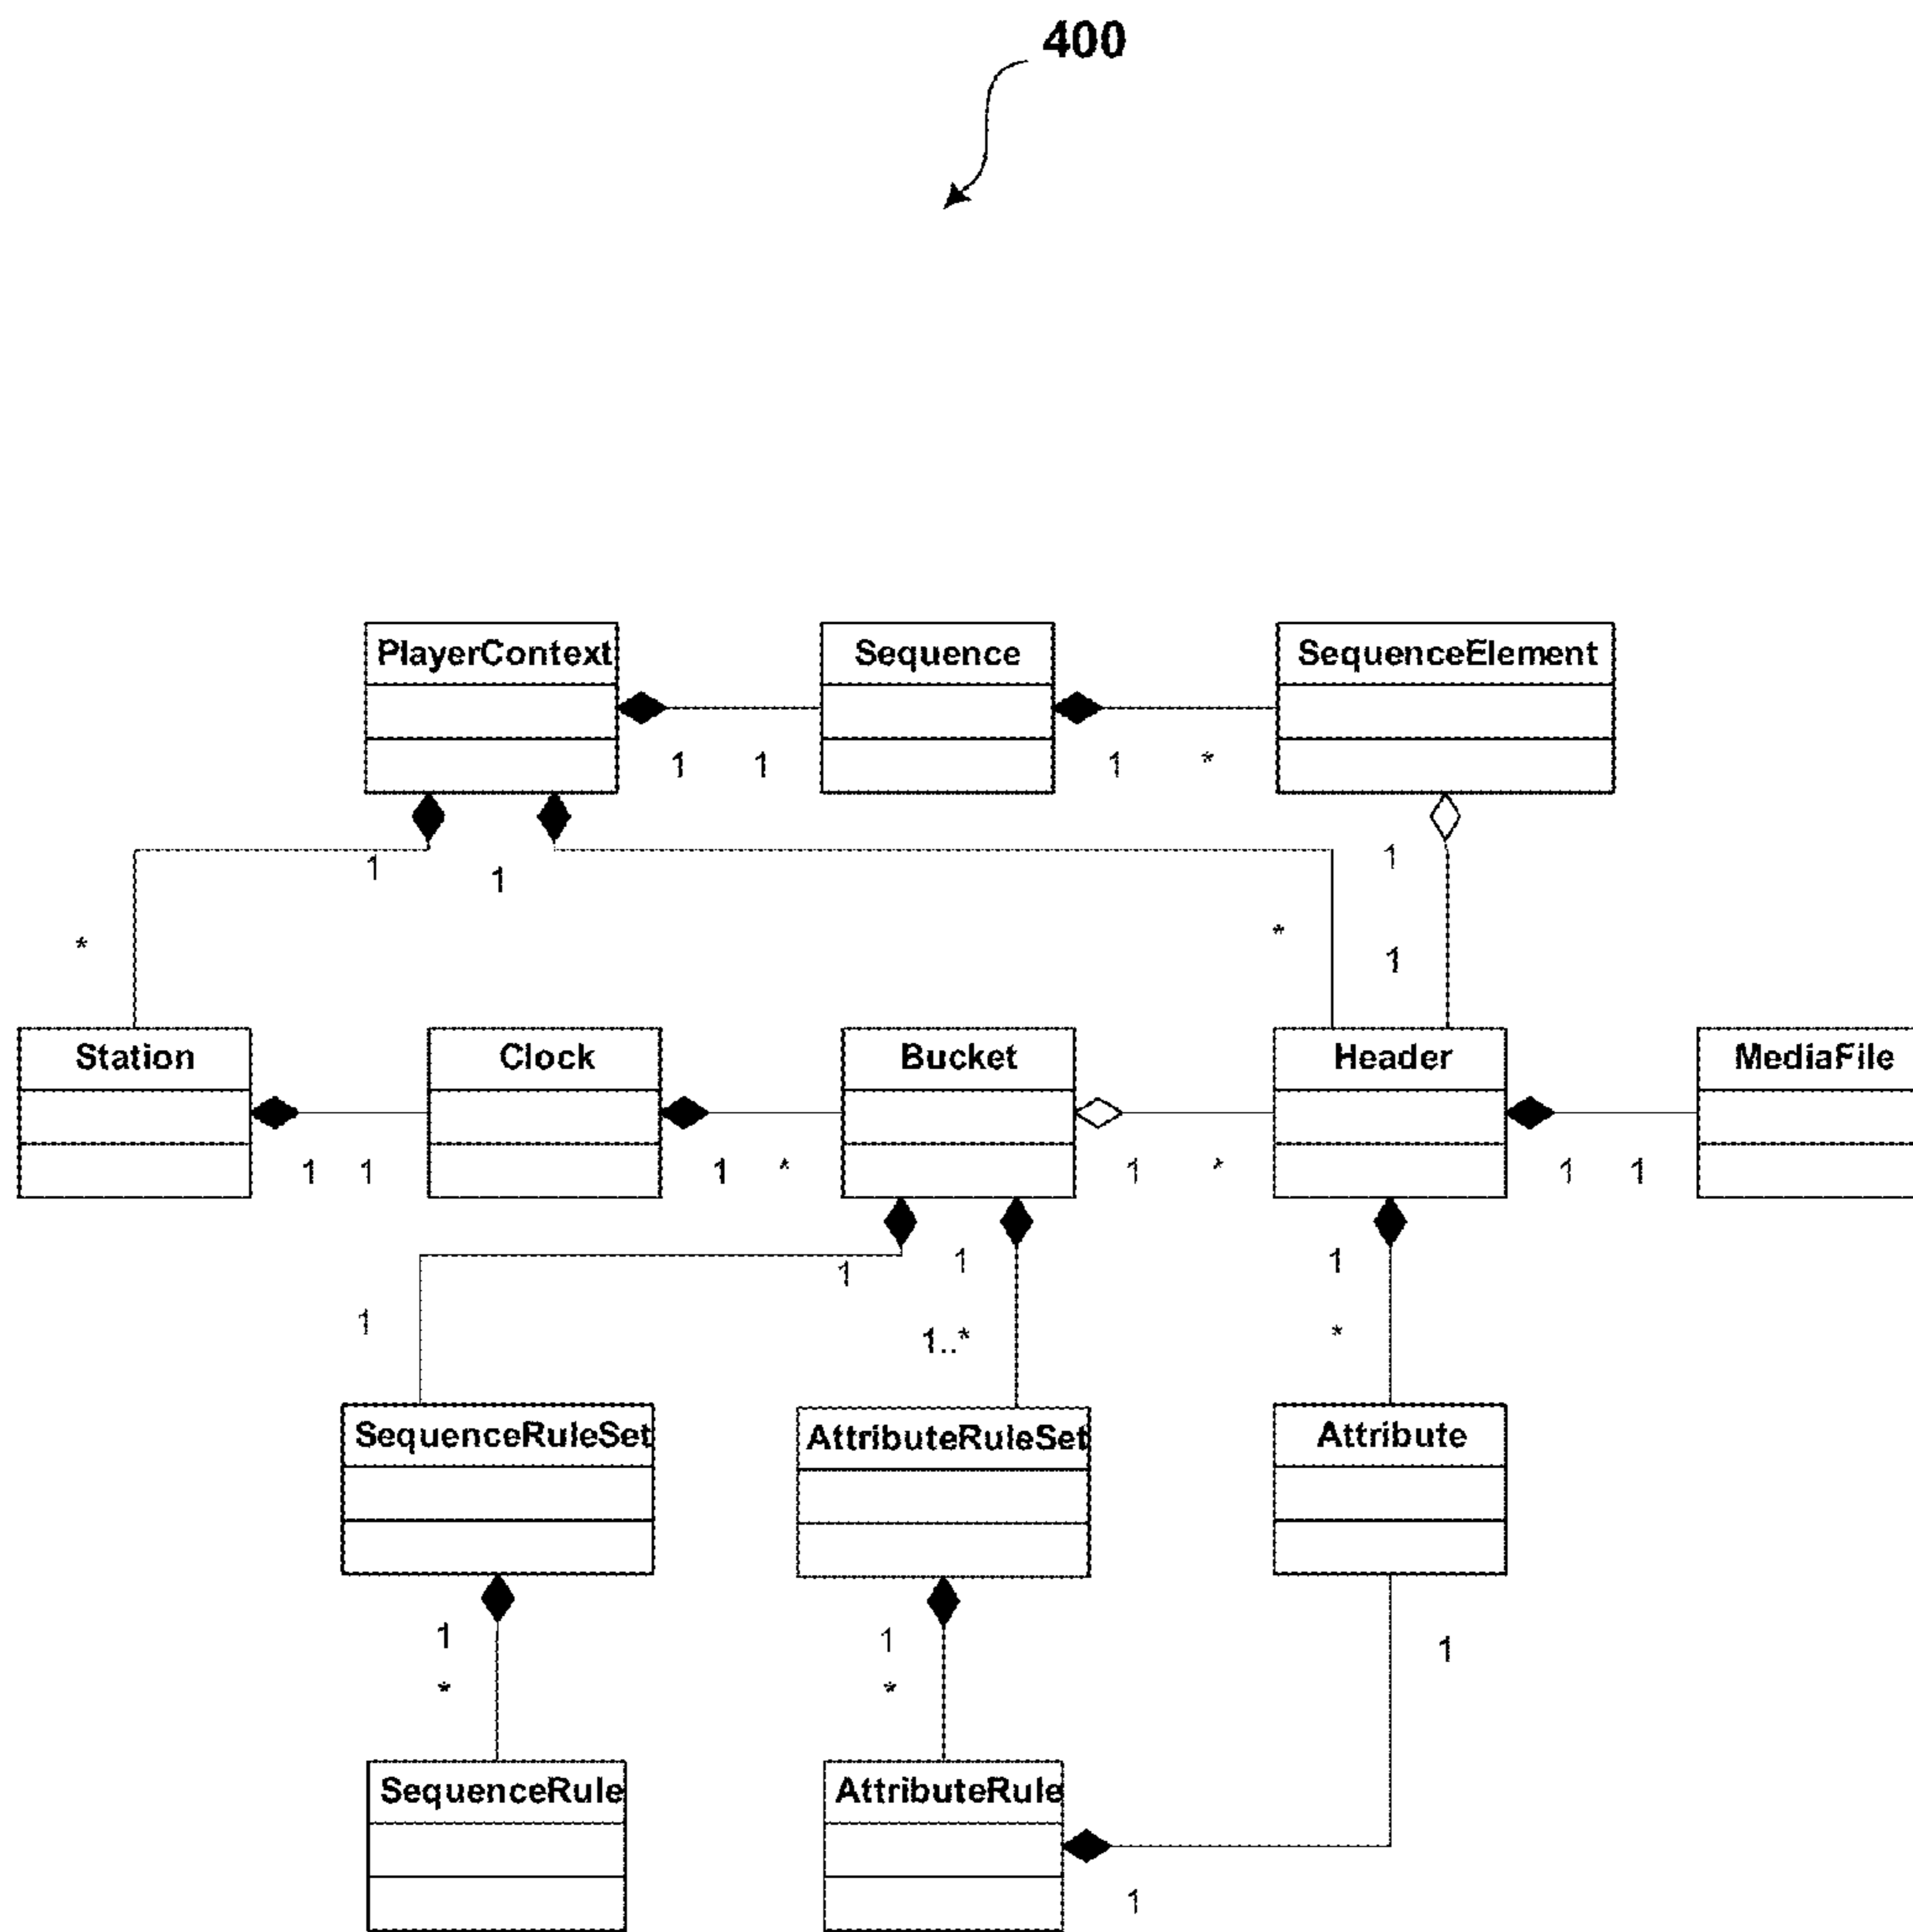 400
PlayerContext
Sequence
SequenceElement
1 1
1 *
1
1
1
*
*
1
Station
Clock
Bucket
Header
MediaFile
1 1
1 *
1 *
1 1
1
1
1
1
1..*
*
SequenceRuleSet
AttributeRuleSet
Attribute
1
1
1
*
*
SequenceRule
AttributeRule
1